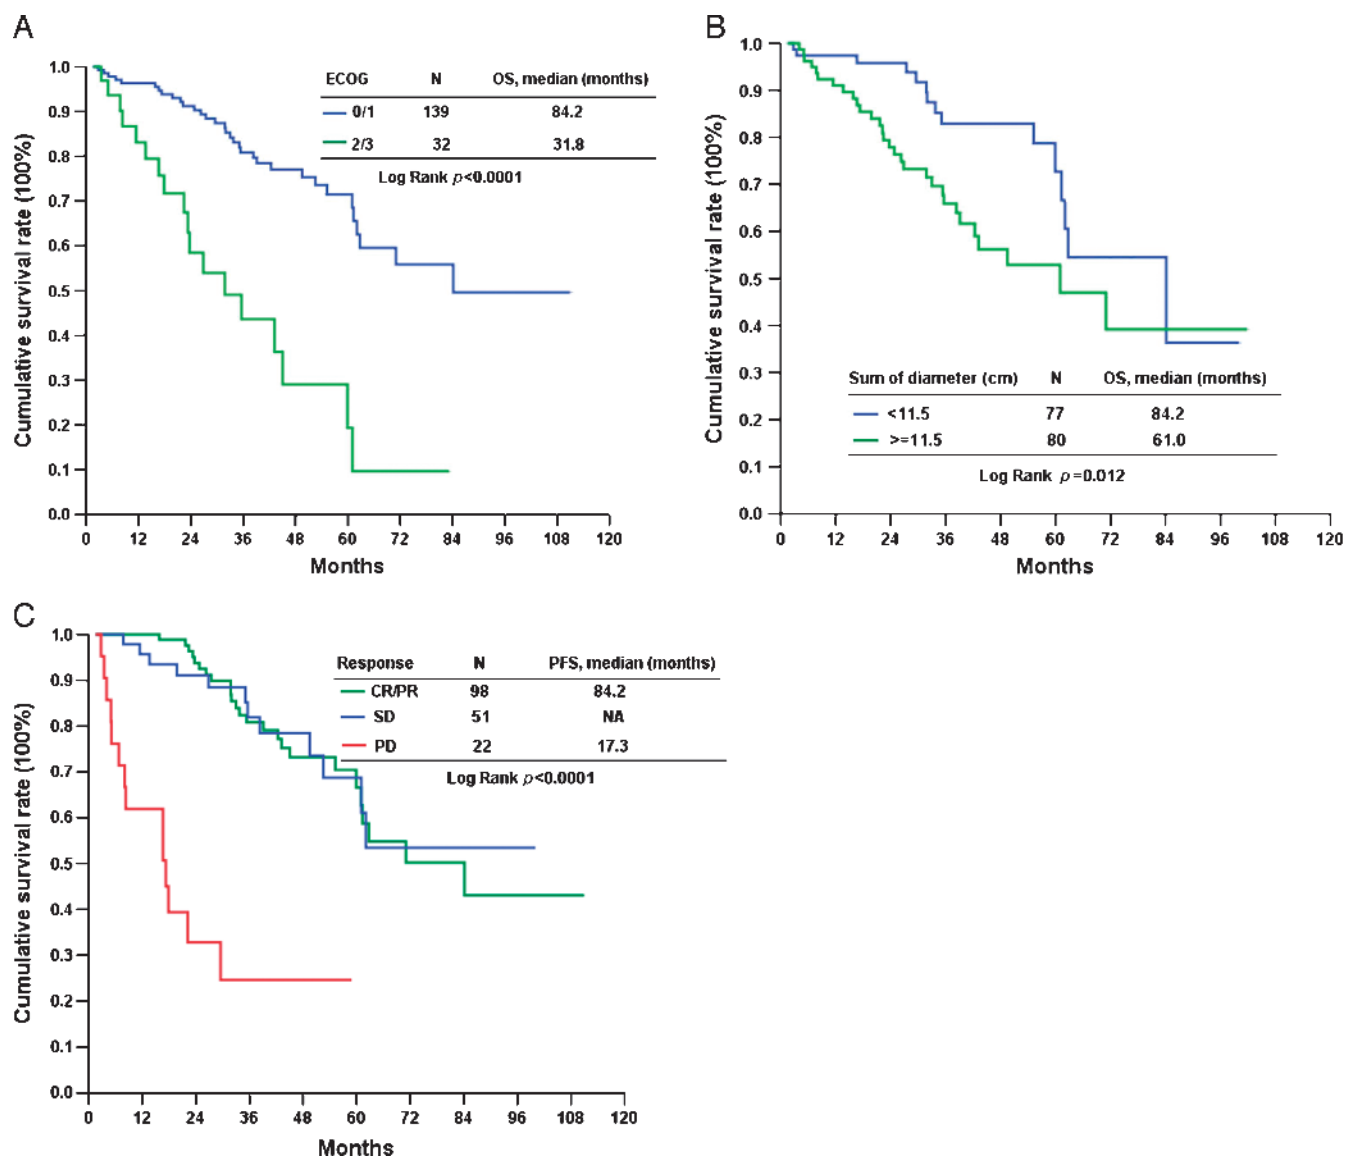 A
Cumulative survival rate (100%)
1.0
0.9
0.8
0.7
0.6
0.5
0.4
0.3
0.2
0.1
0.0
0 12 24 36 48 60 72 84 96 108 120
Months
ECOG N OS, median (months)
0/1 139 84.2
2/3 32 31.8
Log Rank p<0.0001
B
Cumulative survival rate (100%)
1.0
0.9
0.8
0.7
0.6
0.5
0.4
0.3
0.2
0.1
0.0
0 12 24 36 48 60 72 84 96 108 120
Months
Sum of diameter (cm) N OS, median (months)
<11.5 77 84.2
>=11.5 80 61.0
Log Rank p=0.012
C
Cumulative survival rate (100%)
1.0
0.9
0.8
0.7
0.6
0.5
0.4
0.3
0.2
0.1
0.0
0 12 24 36 48 60 72 84 96 108 120
Months
Response N PFS, median (months)
CR/PR 98 84.2
SD 51 NA
PD 22 17.3
Log Rank p<0.0001